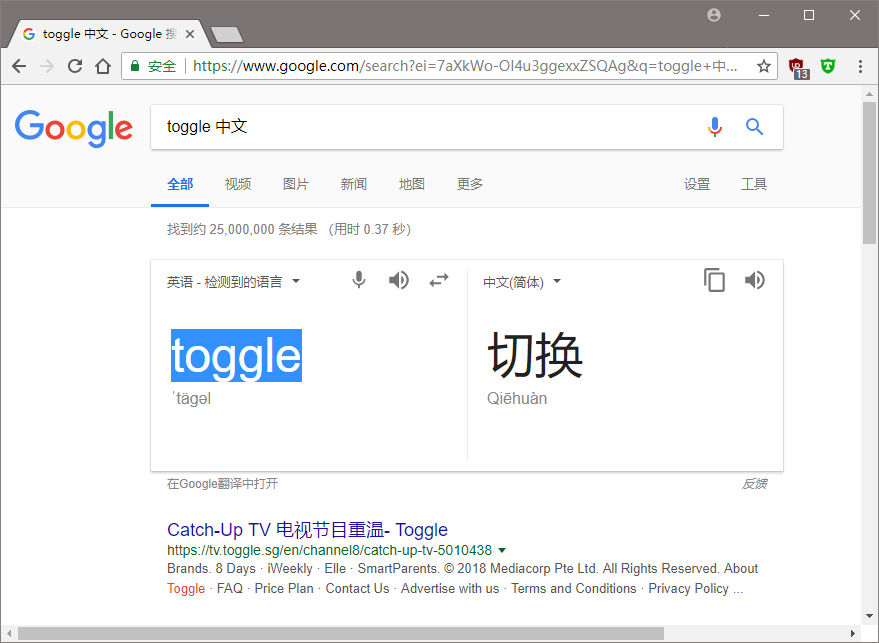 toggle 中文 - Google 搜
安全 https://www.google.com/search?ei=7aXkWo-OI4u3ggexxZSQAg&q=toggle+中...
13
Google
toggle 中文
全部 视频 图片 新闻 地图 更多 设置 工具
找到约 25,000,000 条结果 （用时 0.37 秒）
英语 - 检测到的语言 中文(简体)
toggle 切换
ˈtäɡəl Qiēhuàn
在Google翻译中打开 反馈
Catch-Up TV 电视节目重温- Toggle
https://tv.toggle.sg/en/channel8/catch-up-tv-5010438
Brands. 8 Days · iWeekly · Elle · SmartParents. © 2018 Mediacorp Pte Ltd. All Rights Reserved. About
Toggle · FAQ · Price Plan · Contact Us · Advertise with us · Terms and Conditions · Privacy Policy ...